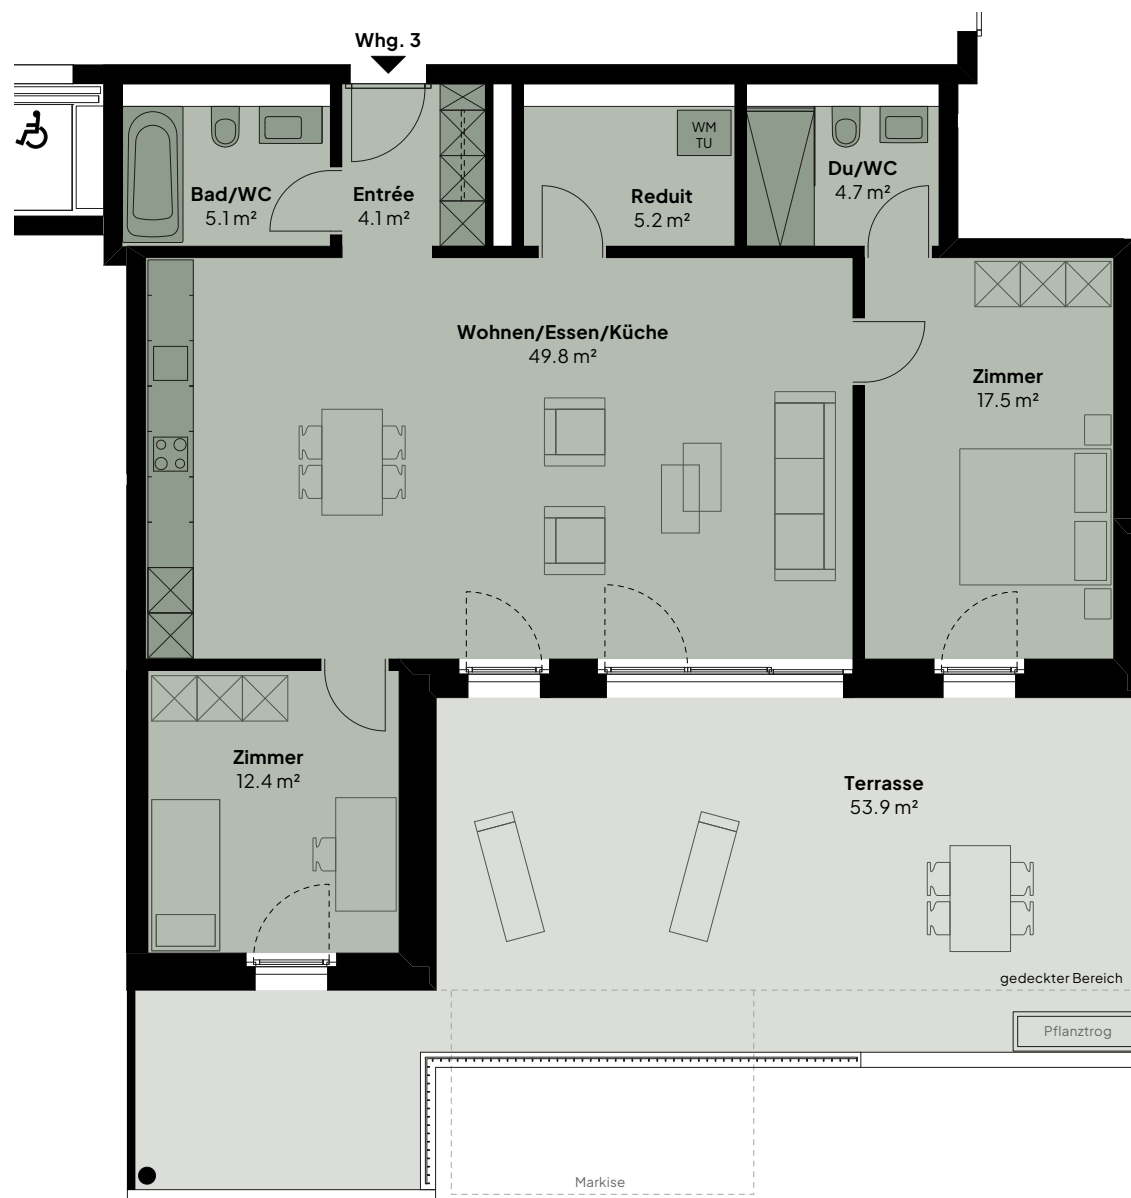 Whg. 3
Bad/WC
5.1 m²
Entrée
4.1 m²
Reduit
5.2 m²
WM
TU
Du/WC
4.7 m²
Wohnen/Essen/Küche
49.8 m²
Zimmer
17.5 m²
Zimmer
12.4 m²
Terrasse
53.9 m²
gedeckter Bereich
Pflanztrog
Markise